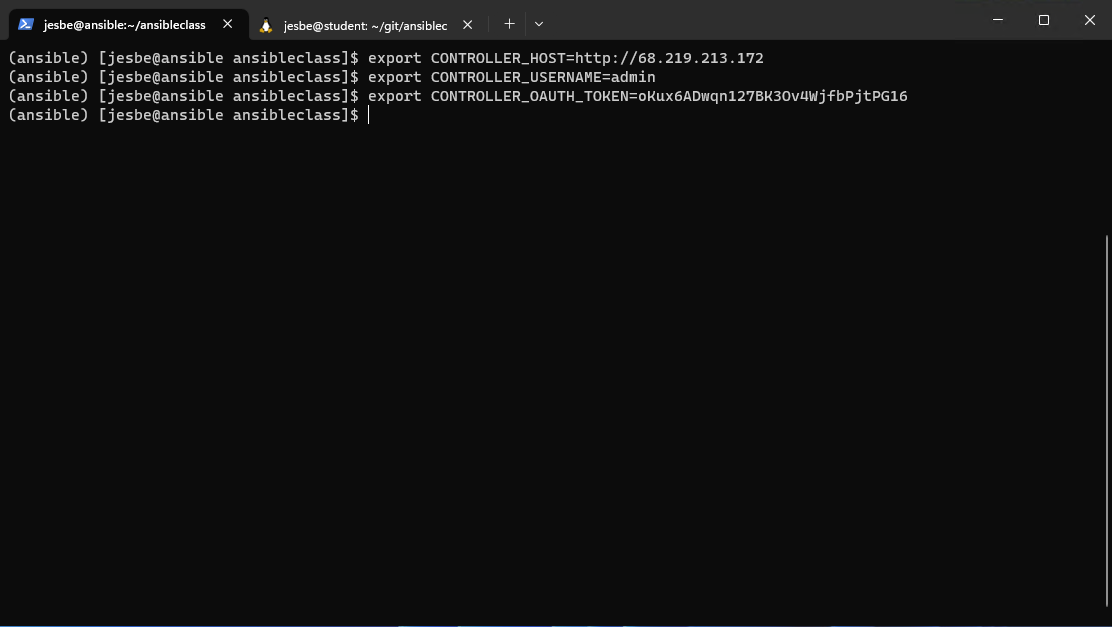 jesbe@ansible:~/ansibleclass
jesbe@student: ~/git/ansiblec
(ansible) [jesbe@ansible ansibleclass]$ export CONTROLLER_HOST=http://68.219.213.172
(ansible) [jesbe@ansible ansibleclass]$ export CONTROLLER_USERNAME=admin
(ansible) [jesbe@ansible ansibleclass]$ export CONTROLLER_OAUTH_TOKEN=oKux6ADwqn127BK3Ov4WjfbPjtPG16
(ansible) [jesbe@ansible ansibleclass]$